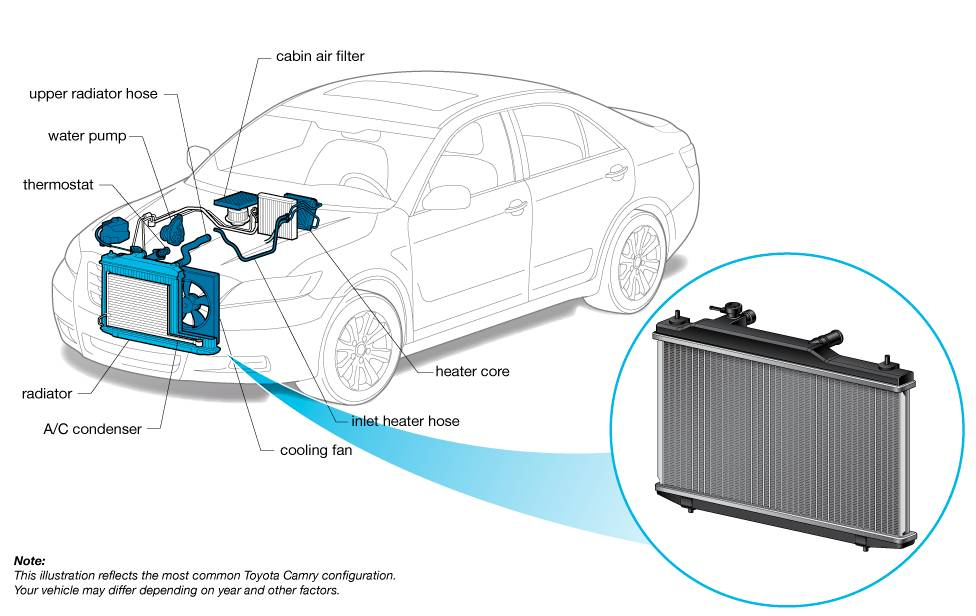 cabin air filter
upper radiator hose
water pump
thermostat
heater core
radiator
inlet heater hose
A/C condenser
cooling fan
Note:
This illustration reflects the most common Toyota Camry configuration.
Your vehicle may differ depending on year and other factors.